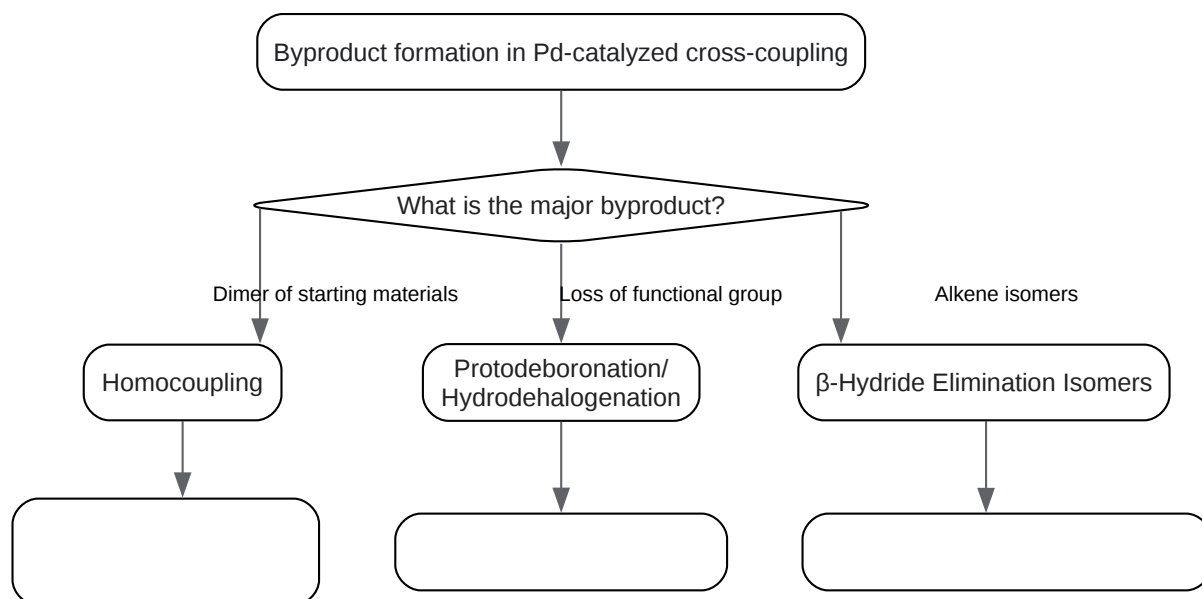 Byproduct formation in Pd-catalyzed cross-coupling
What is the major byproduct?
Dimer of starting materials
Loss of functional group
Alkene isomers
Homocoupling
Protodeboronation/
Hydrodehalogenation
β-Hydride Elimination Isomers